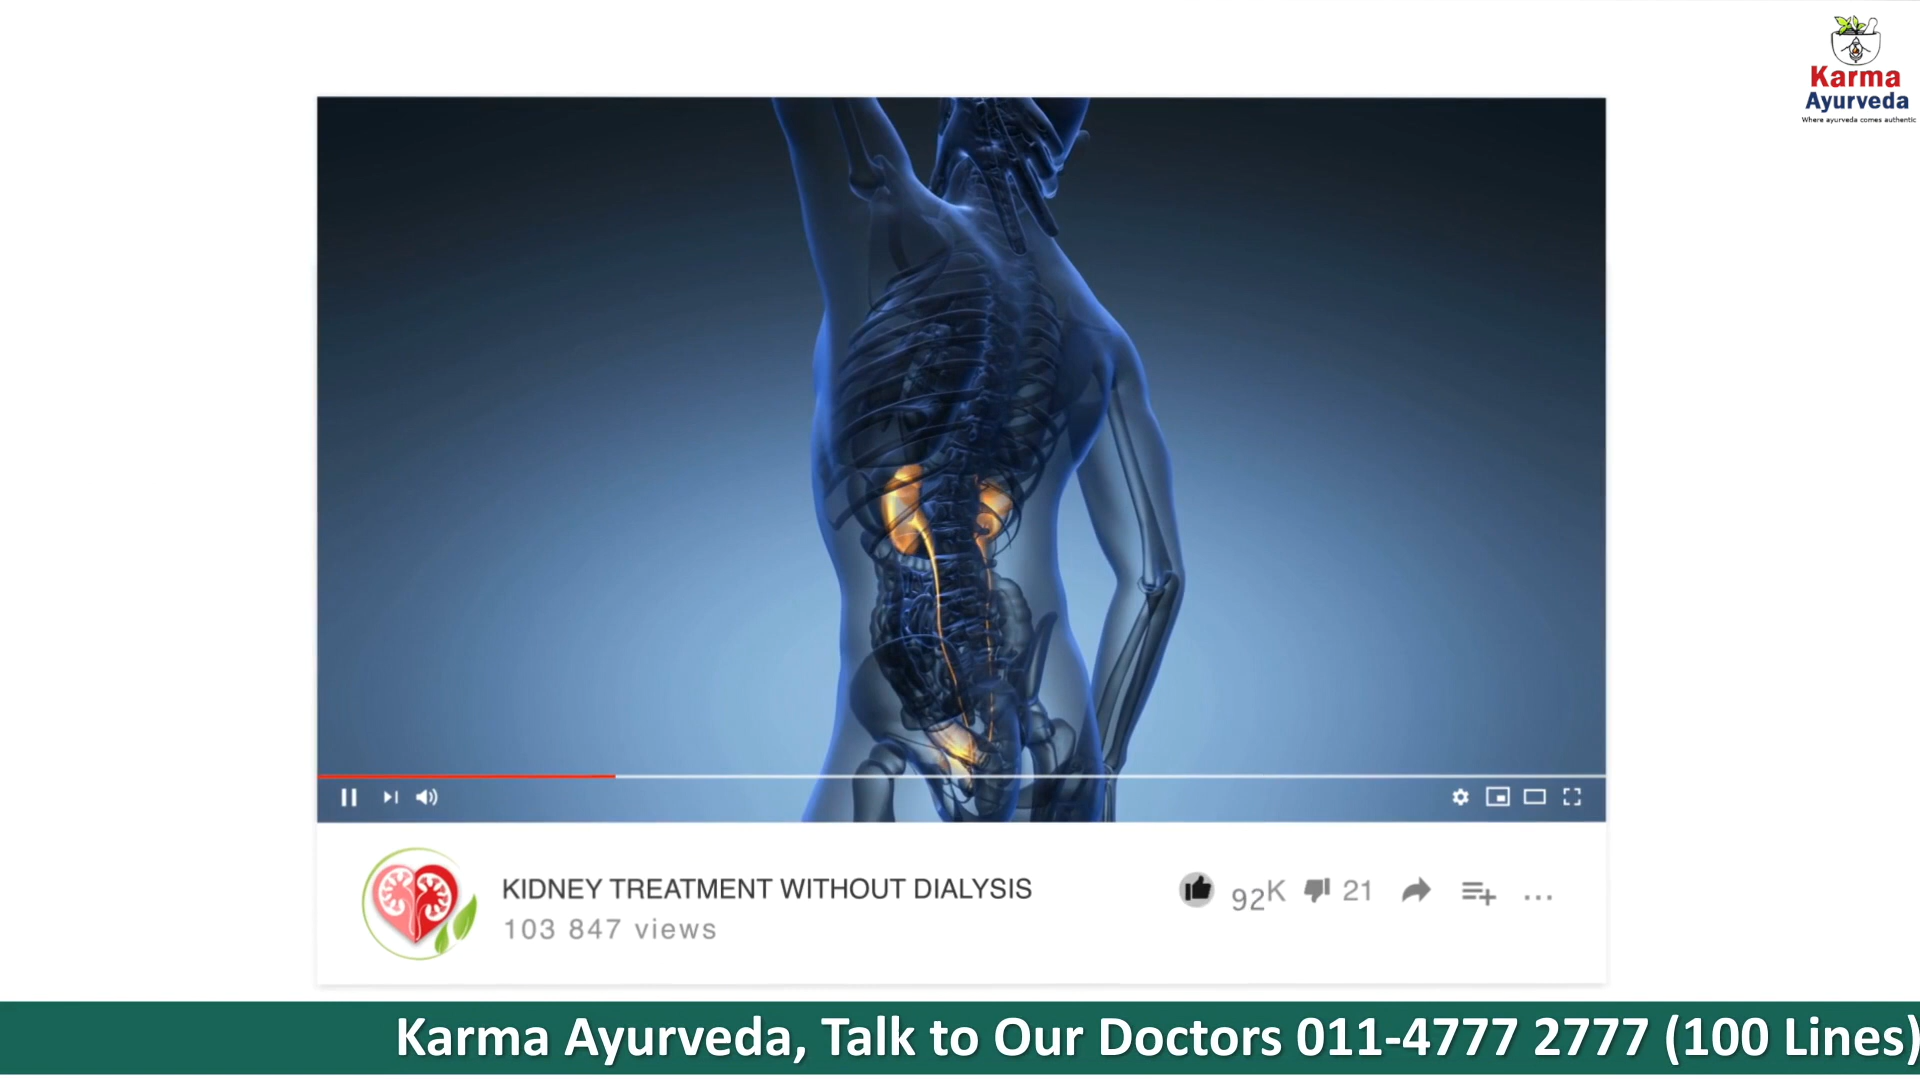 Karma
Ayurveda
Where ayurveda comes authentic
KIDNEY TREATMENT WITHOUT DIALYSIS
92K
21
103 847 views
Karma Ayurveda, Talk to Our Doctors 011-4777 2777 (100 Lines)